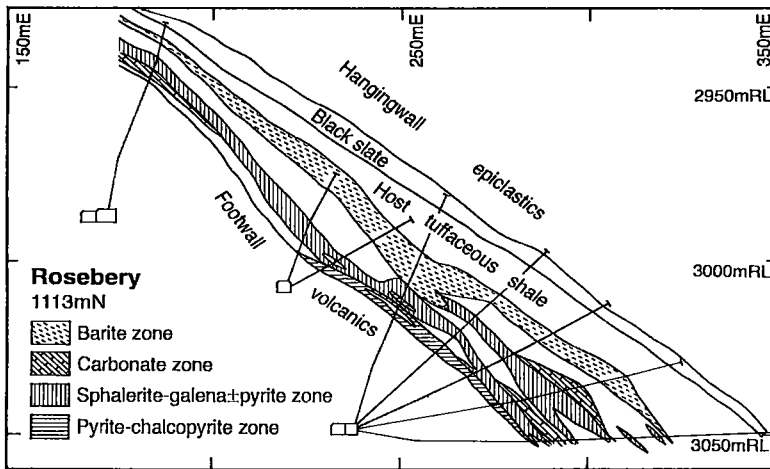 150mE
250mE
350mE
Hangingwall
2950mRL
Black slate
epiclastics
Host tuffaceous shale
Footwall
volcanics
3000mRL
Rosebery
1113mN
Barite zone
Carbonate zone
Sphalerite-galena±pyrite zone
Pyrite-chalcopyrite zone
3050mRL